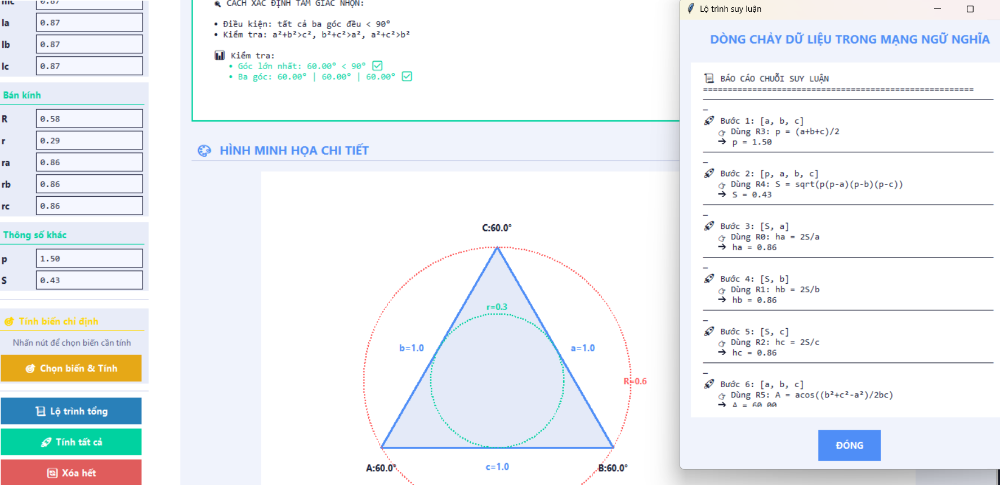 mc 0.87
la 0.87
lb 0.87
lc 0.87
Bán kính
R 0.58
r 0.29
ra 0.86
rb 0.86
rc 0.86
Thông số khác
p 1.50
S 0.43
Tính biến chỉ định
Nhấn nút để chọn biến cần tính
Chọn biến & Tính
Lộ trình tổng
Tính tất cả
Xóa hết
CÁCH XÁC ĐỊNH TAM GIÁC NHỌN:
• Điều kiện: tất cả ba góc đều < 90°
• Kiểm tra: a²+b²>c², b²+c²>a², a²+c²>b²
Kiểm tra:
• Góc lớn nhất: 60.00° < 90° ✅
• Ba góc: 60.00° | 60.00° | 60.00° ✅
HÌNH MINH HỌA CHI TIẾT
C:60.0°
r=0.3
b=1.0
a=1.0
R=0.6
A:60.0°
c=1.0
B:60.0°
Lộ trình suy luận
DÒNG CHẢY DỮ LIỆU TRONG MẠNG NGỮ NGHĨA
BÁO CÁO CHUỖI SUY LUẬN
=======================================================
Bước 1: [a, b, c]
Dùng R3: p = (a+b+c)/2
➔ p = 1.50
Bước 2: [p, a, b, c]
Dùng R4: S = sqrt(p(p-a)(p-b)(p-c))
➔ S = 0.43
Bước 3: [S, a]
Dùng R0: ha = 2S/a
➔ ha = 0.86
Bước 4: [S, b]
Dùng R1: hb = 2S/b
➔ hb = 0.86
Bước 5: [S, c]
Dùng R2: hc = 2S/c
➔ hc = 0.86
Bước 6: [a, b, c]
Dùng R5: A = acos((b²+c²-a²)/2bc)
➔ A = 60.00
ĐÓNG